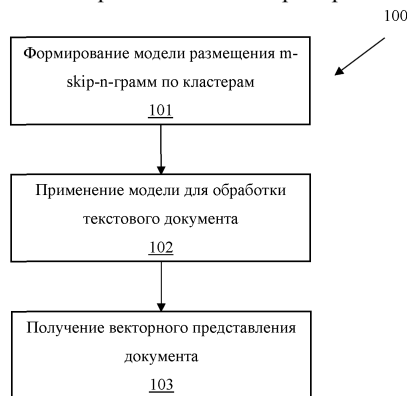 100
Формирование модели размещения m-
skip-n-грамм по кластерам
101
Применение модели для обработки
текстового документа
102
Получение векторного представления
документа
103